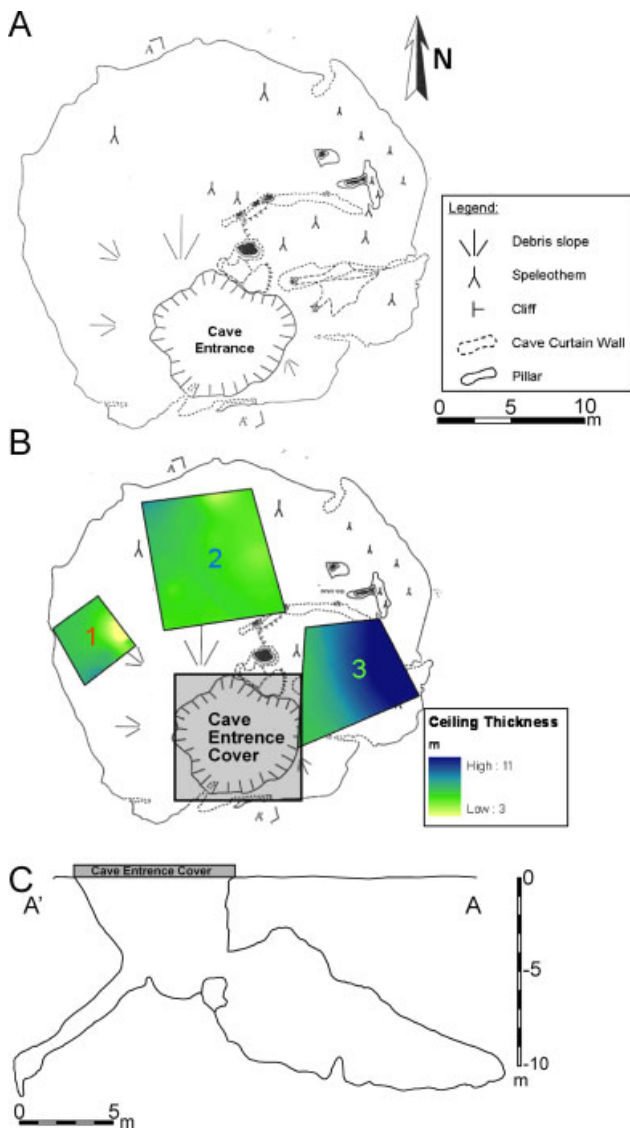 A
A
N
Legend:
Debris slope
Speleothem
Cliff
Cave Curtain Wall
Pillar
Cave
Entrance
A'
0 5 10
m
B
A
2
1
3
Cave
Entrence
Cover
A'
Ceiling Thickness
m
High : 11
Low : 3
C
Cave Entrence Cover
A' A
0
-5
-10
m
0 5
m